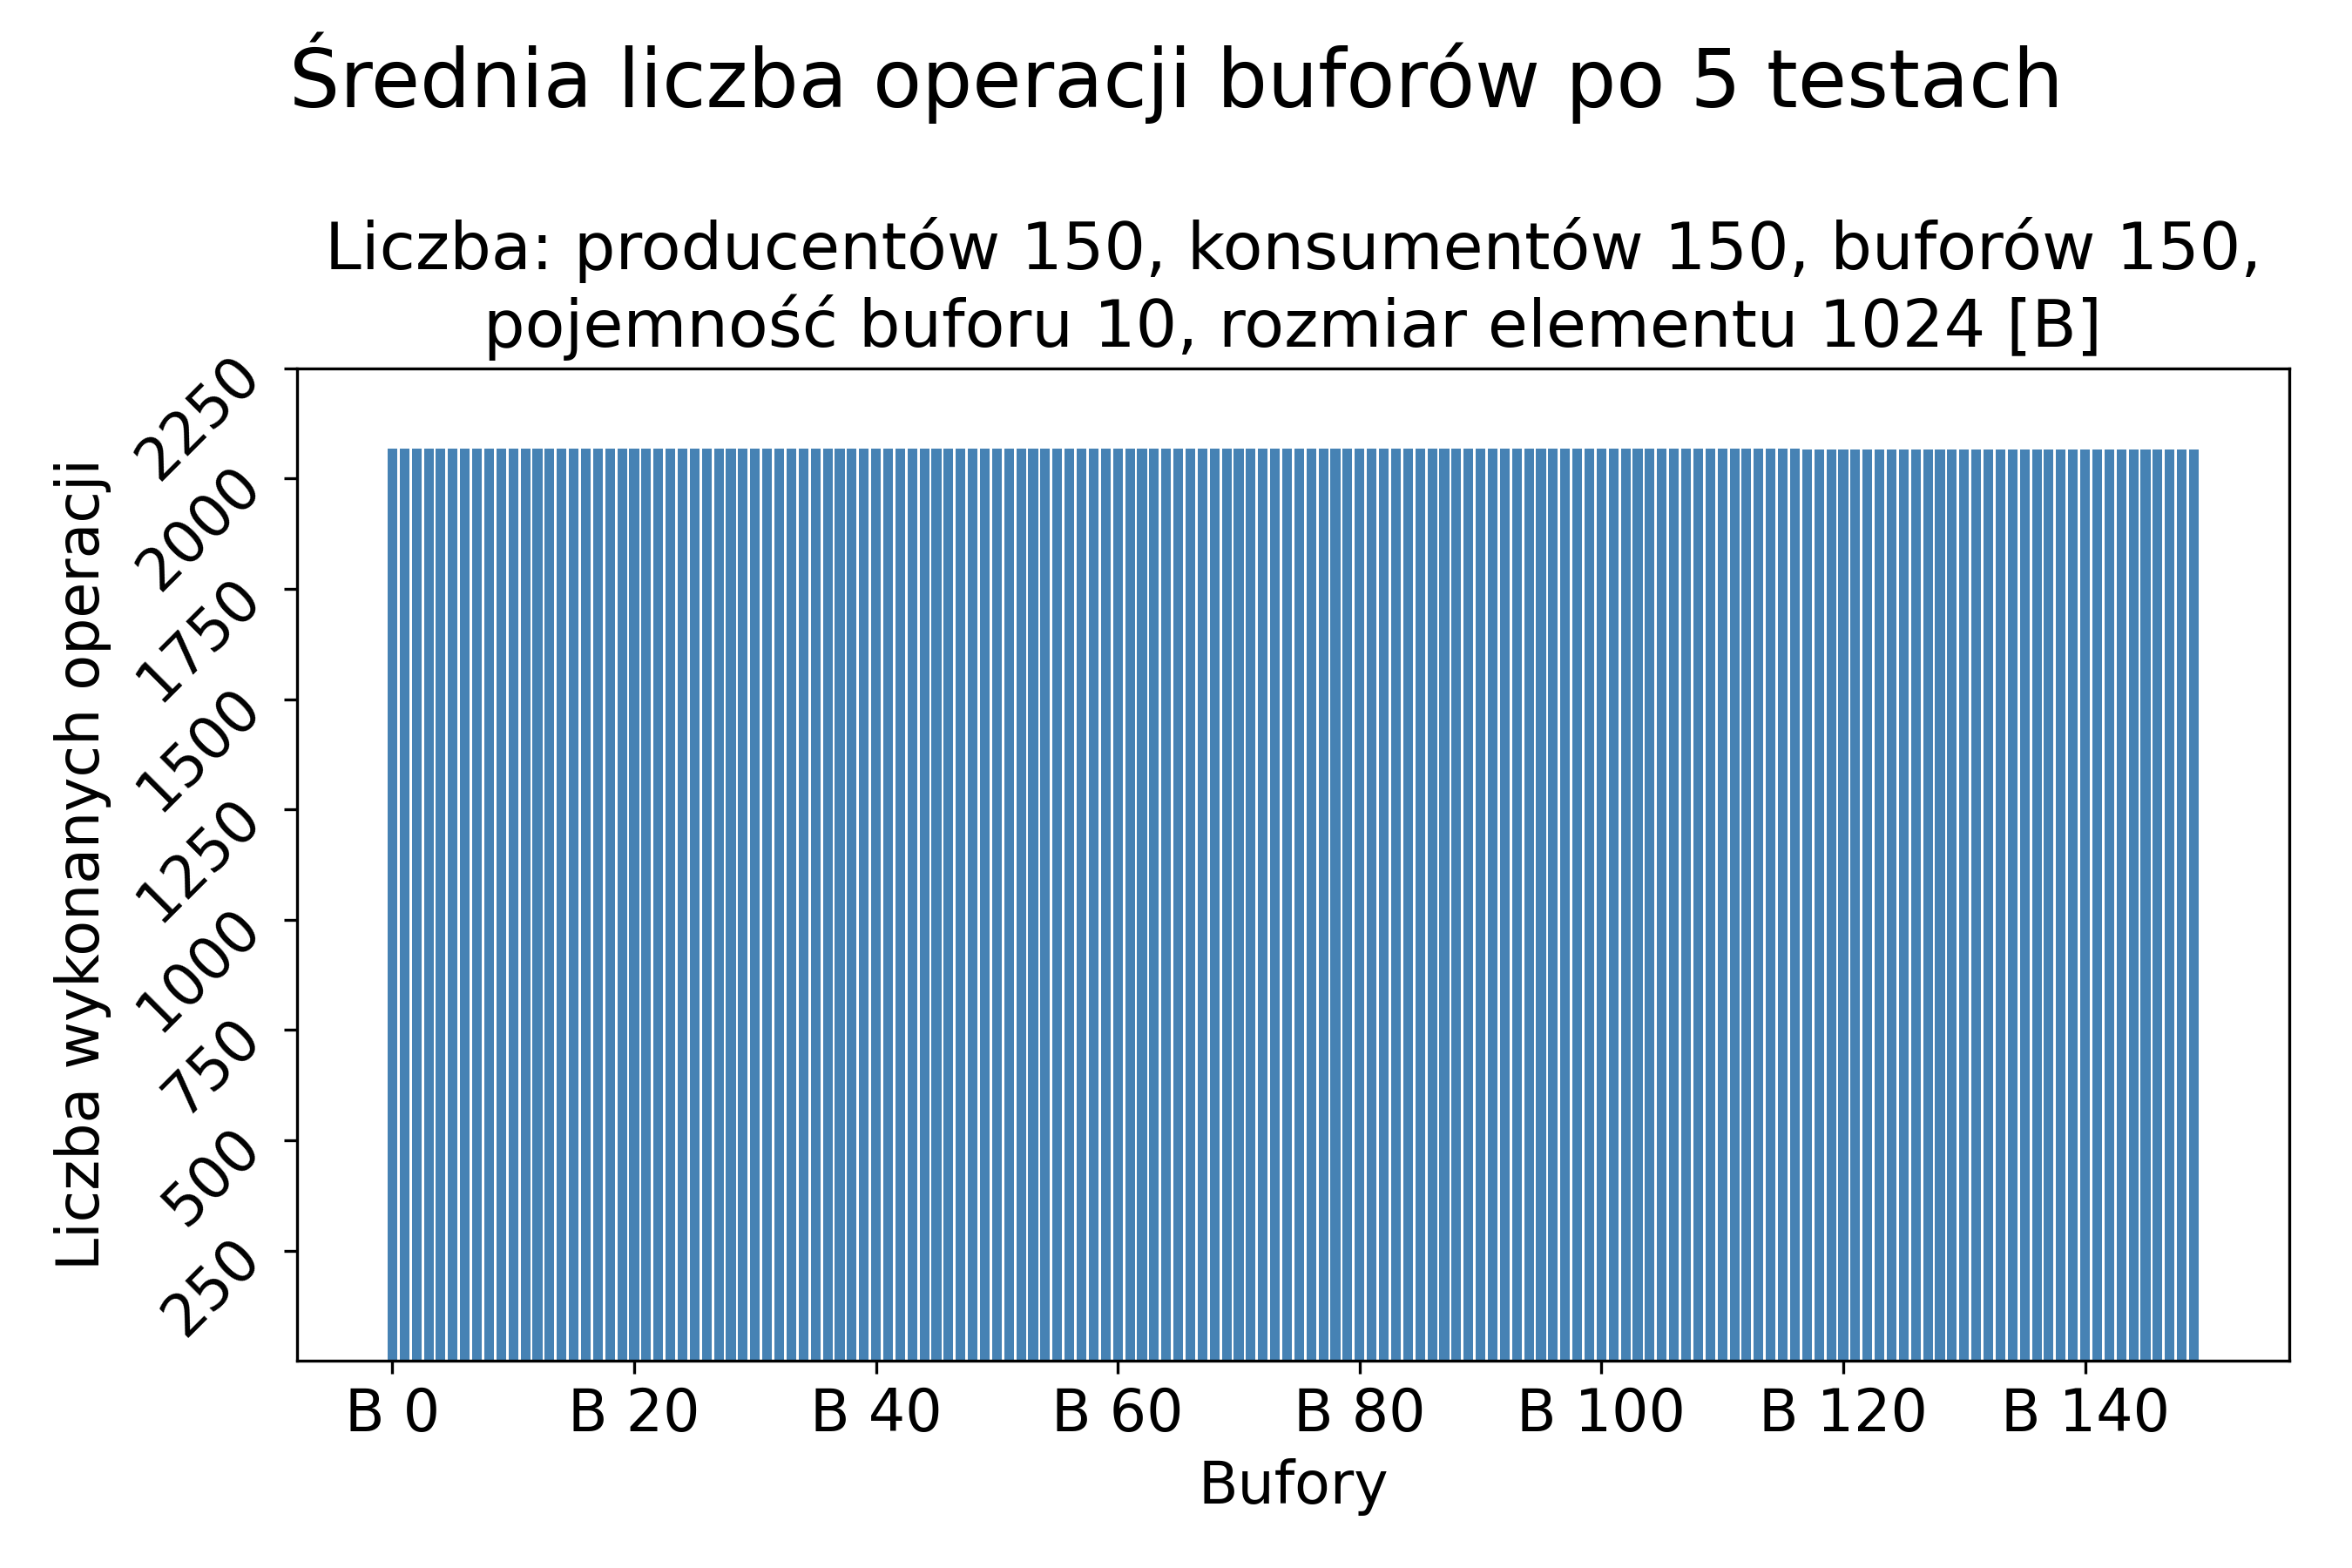 Średnia liczba operacji buforów po 5 testach
Liczba: producentów 150, konsumentów 150, buforów 150,
pojemność buforu 10, rozmiar elementu 1024 [B]
Liczba wykonanych operacji
2250
2000
1750
1500
1250
1000
750
500
250
B 0
B 20
B 40
B 60
B 80
B 100
B 120
B 140
Bufory